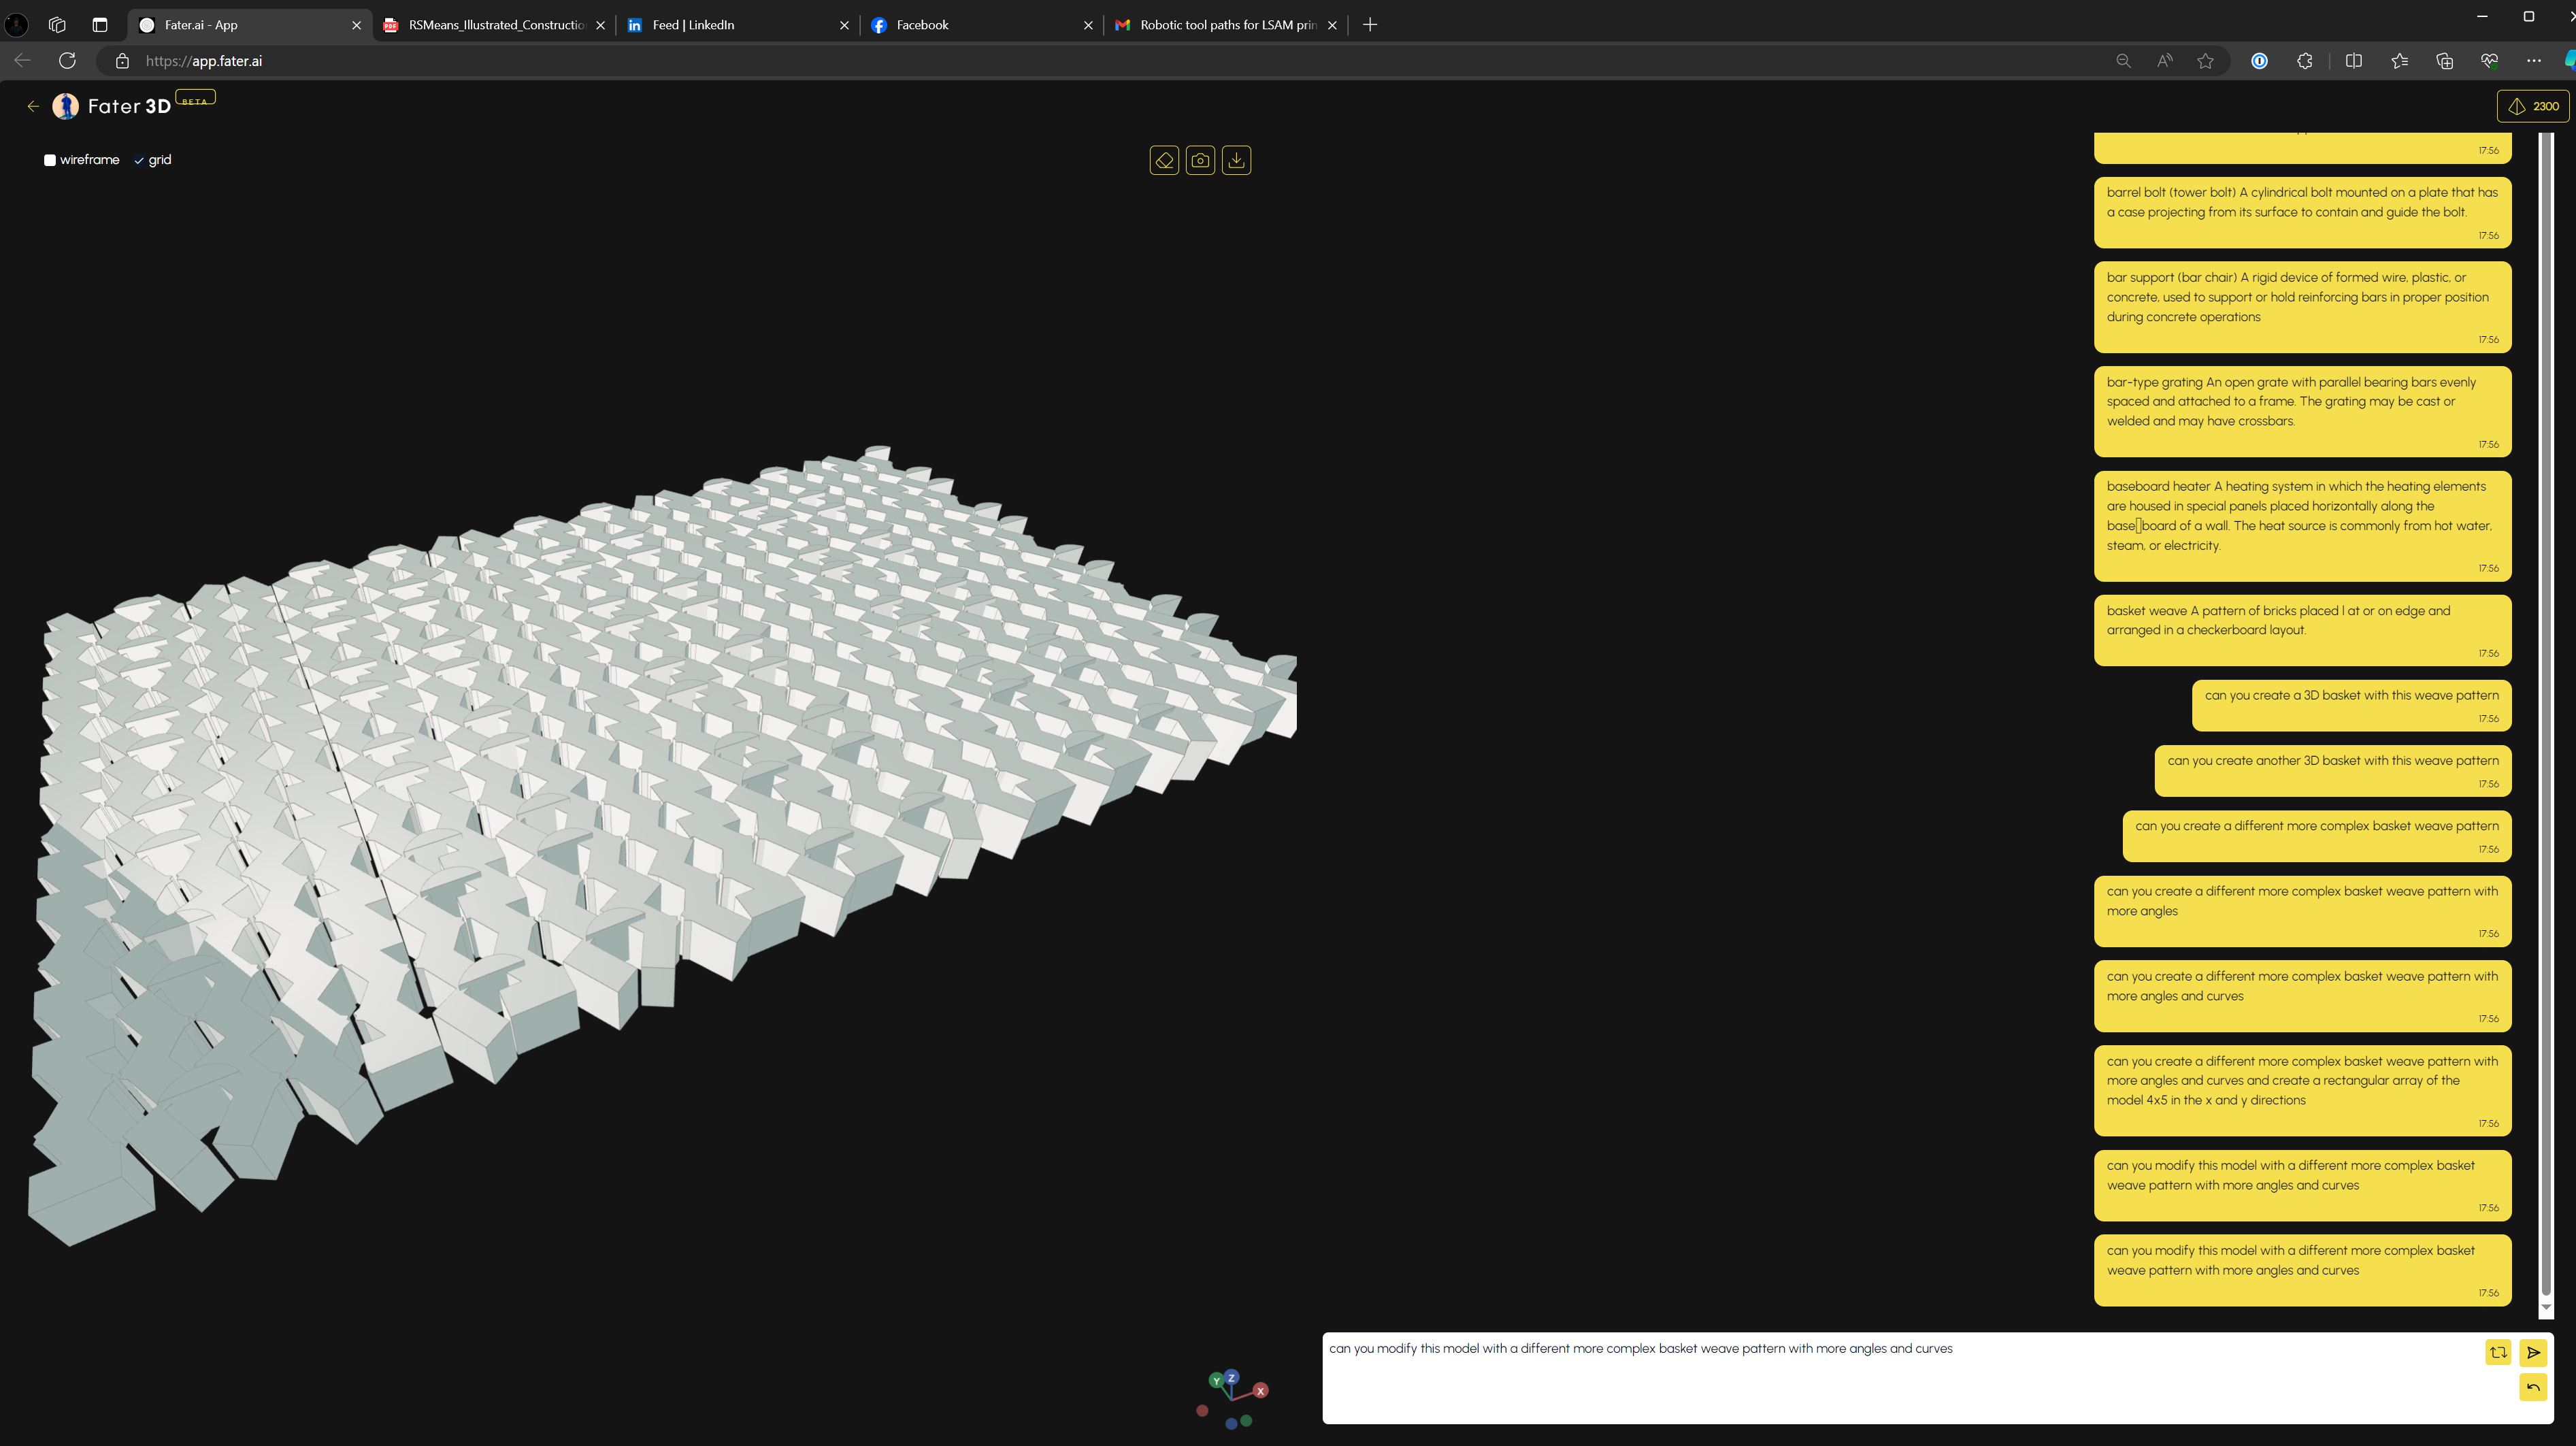 Fater.ai - App
RSMeans_Illustrated_Constructio
Feed | LinkedIn
Facebook
Robotic tool paths for LSAM prin
https://app.fater.ai
Fater 3D BETA
2300
wireframe
grid
17:56
barrel bolt (tower bolt) A cylindrical bolt mounted on a plate that has
a case projecting from its surface to contain and guide the bolt.
17:56
bar support (bar chair) A rigid device of formed wire, plastic, or
concrete, used to support or hold reinforcing bars in proper position
during concrete operations
17:56
bar-type grating An open grate with parallel bearing bars evenly
spaced and attached to a frame. The grating may be cast or
welded and may have crossbars.
17:56
baseboard heater A heating system in which the heating elements
are housed in special panels placed horizontally along the
base▯board of a wall. The heat source is commonly from hot water,
steam, or electricity.
17:56
basket weave A pattern of bricks placed l at or on edge and
arranged in a checkerboard layout.
17:56
can you create a 3D basket with this weave pattern
17:56
can you create another 3D basket with this weave pattern
17:56
can you create a different more complex basket weave pattern
17:56
can you create a different more complex basket weave pattern with
more angles
17:56
can you create a different more complex basket weave pattern with
more angles and curves
17:56
can you create a different more complex basket weave pattern with
more angles and curves and create a rectangular array of the
model 4x5 in the x and y directions
17:56
can you modify this model with a different more complex basket
weave pattern with more angles and curves
17:56
can you modify this model with a different more complex basket
weave pattern with more angles and curves
17:56
can you modify this model with a different more complex basket weave pattern with more angles and curves
Y Z X